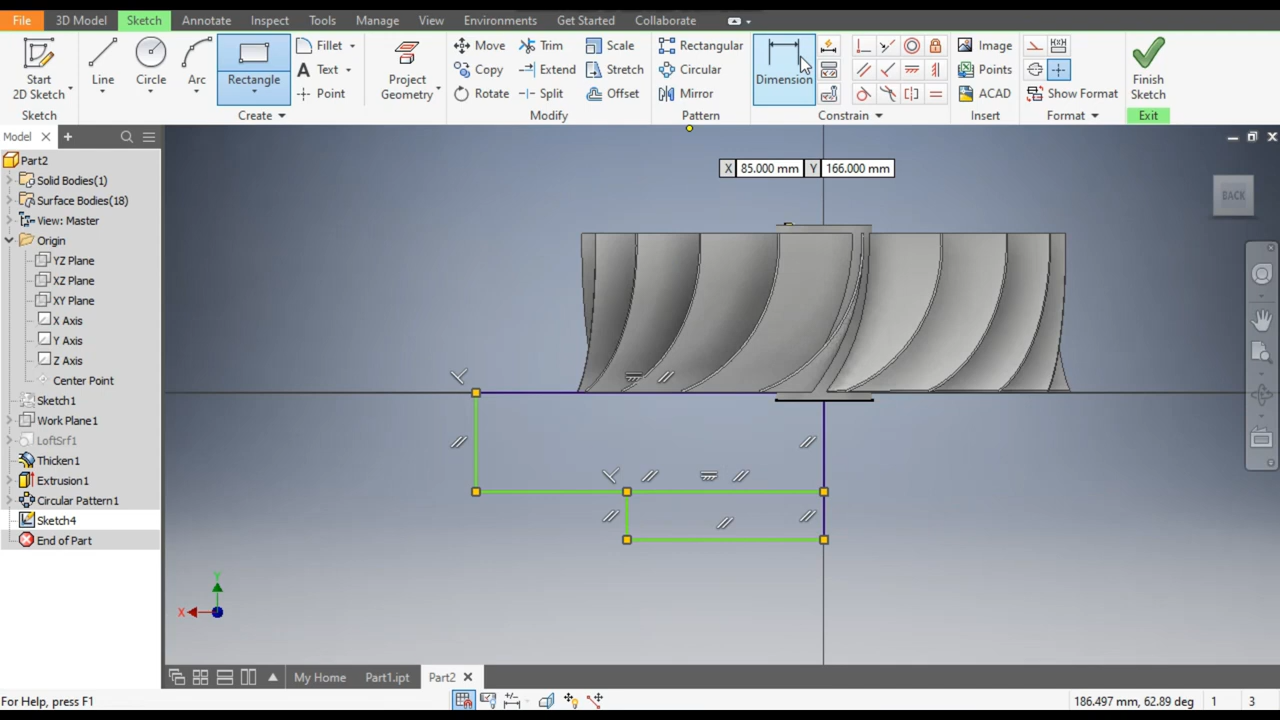 File 3D Model Sketch Annotate Inspect Tools Manage View Environments Get Started Collaborate
Start 2D Sketch
Line
Circle
Arc
Rectangle
Fillet
Text
Point
Project Geometry
Move
Copy
Rotate
Trim
Extend
Split
Scale
Stretch
Offset
Rectangular
Circular
Mirror
Dimension
Image
Points
ACAD
Show Format
Finish Sketch
Sketch Create Modify Pattern Constrain Insert Format Exit
Model
Part2
Solid Bodies(1)
Surface Bodies(18)
View: Master
Origin
YZ Plane
XZ Plane
XY Plane
X Axis
Y Axis
Z Axis
Center Point
Sketch1
Work Plane1
LoftSrf1
Thicken1
Extrusion1
Circular Pattern1
Sketch4
End of Part
X 85.000 mm Y 166.000 mm
BACK
Y
X
My Home Part1.ipt Part2
For Help, press F1
186.497 mm, 62.89 deg 1 3